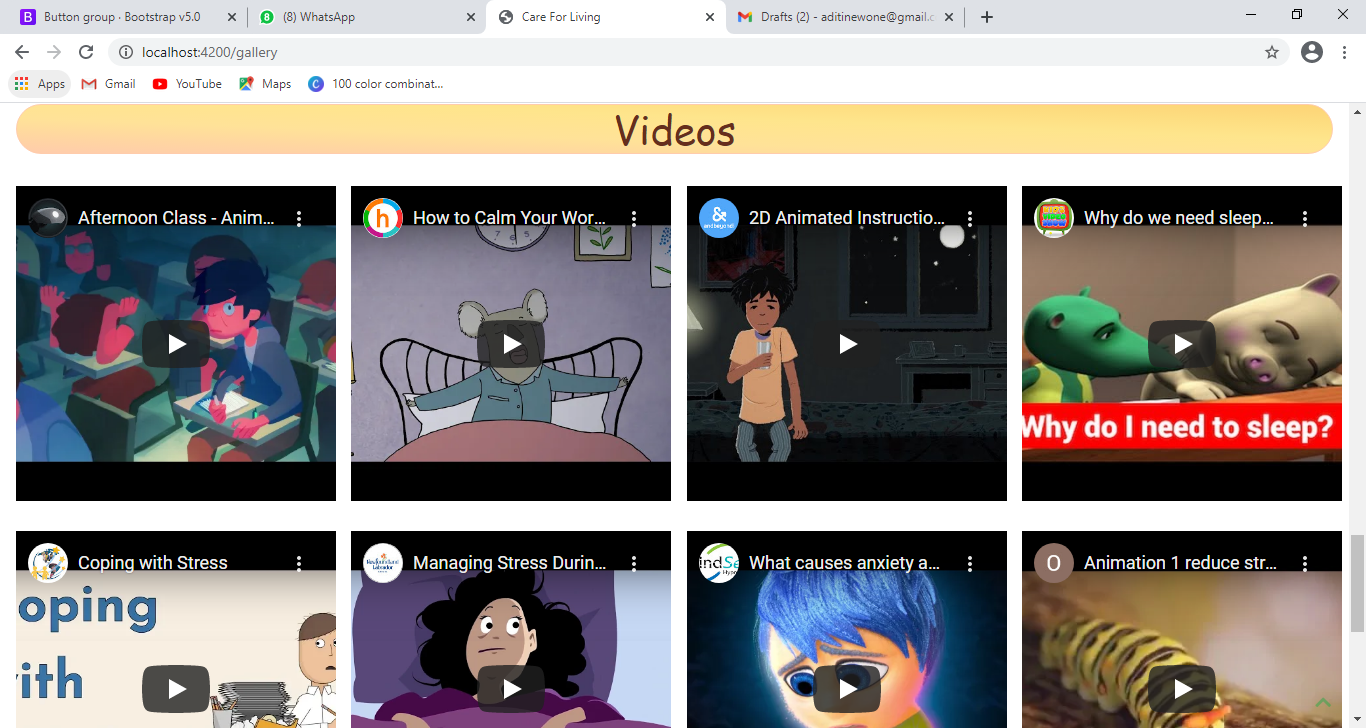 Button group · Bootstrap v5.0
(8) WhatsApp
Care For Living
Drafts (2) - aditinewone@gmail.c
localhost:4200/gallery
Apps
Gmail
YouTube
Maps
100 color combinat...
Videos
Afternoon Class - Anim...
How to Calm Your Wor...
2D Animated Instructio...
Why do we need sleep...
Why do I need to sleep?
Coping with Stress
Managing Stress Durin...
What causes anxiety a...
Animation 1 reduce str...
oping
ith